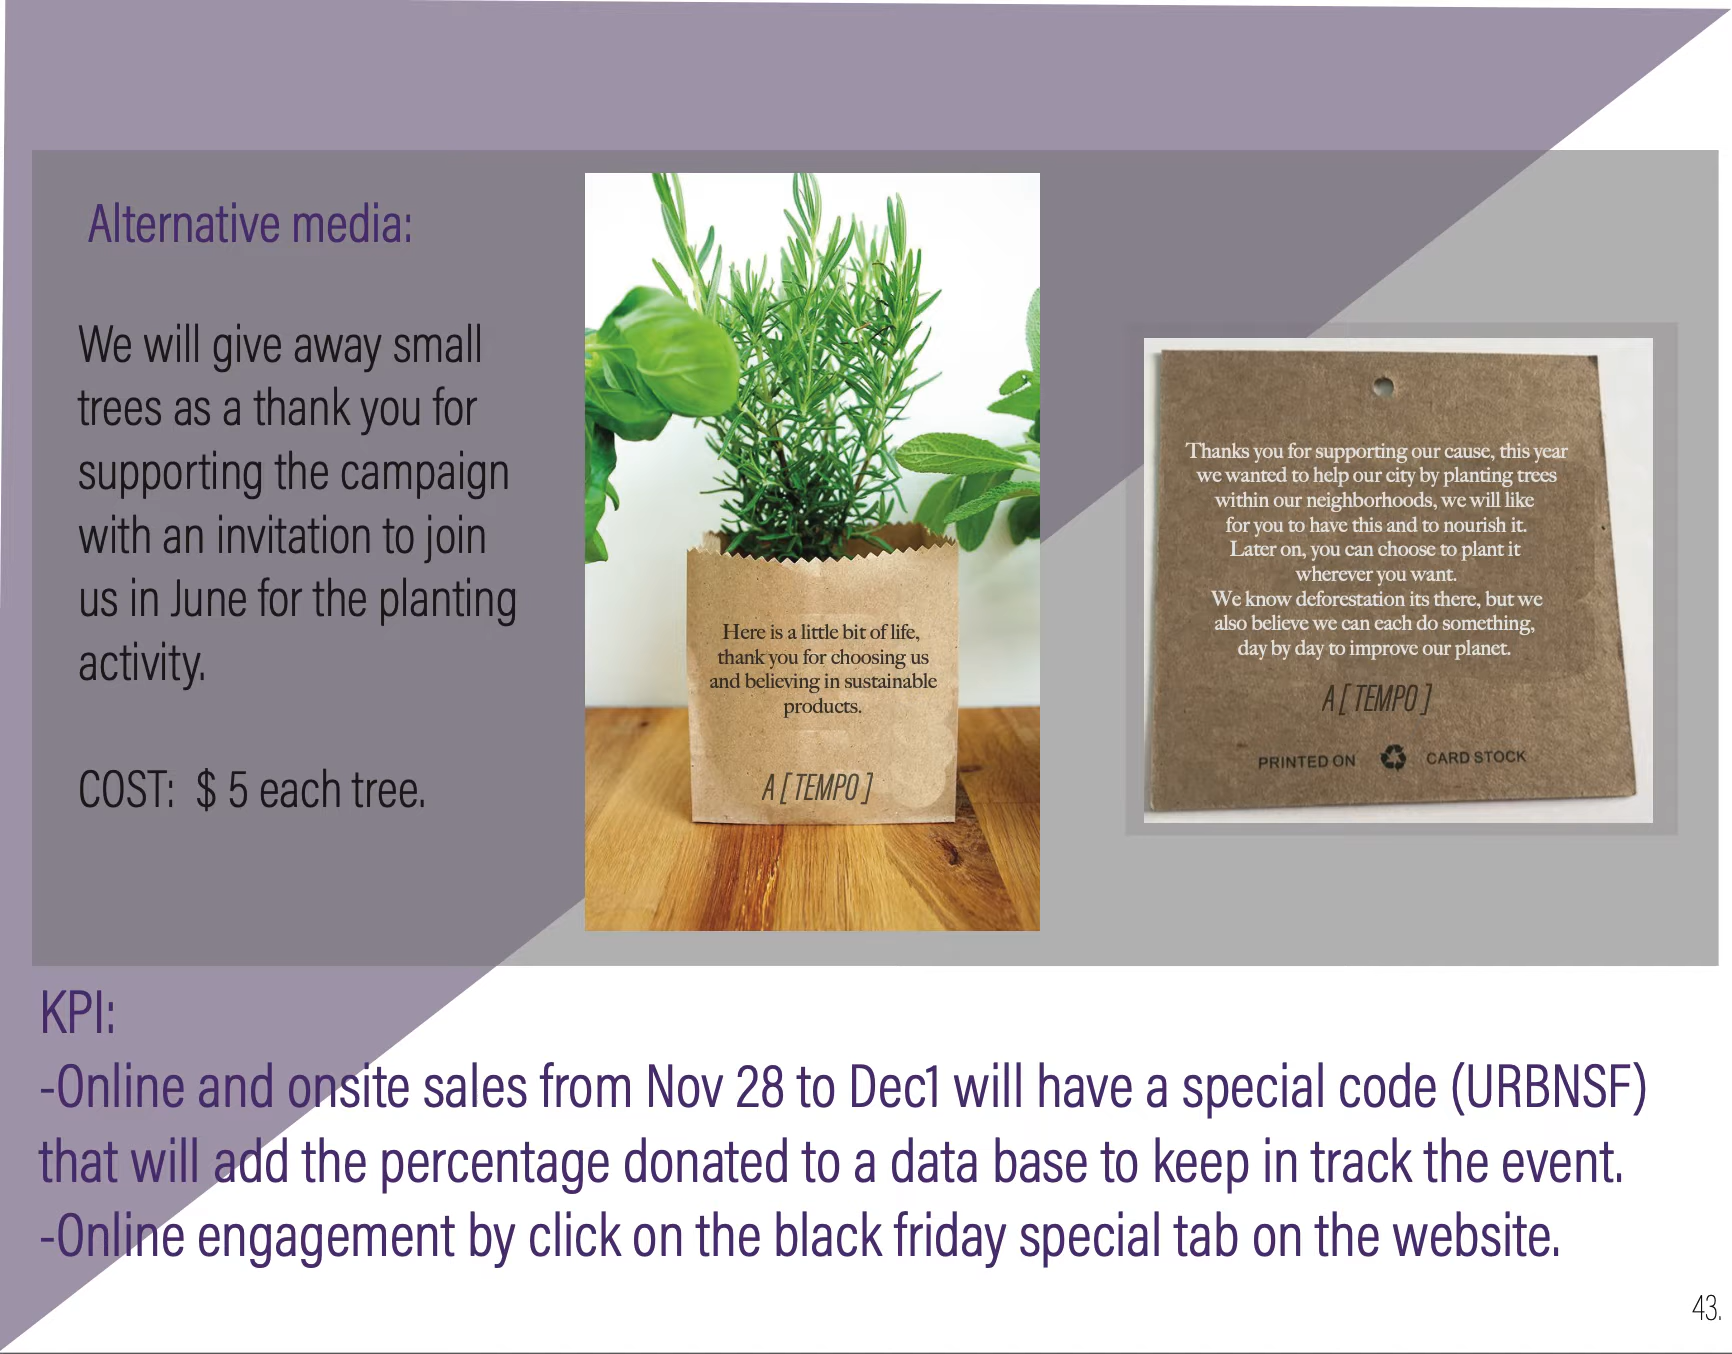 Alternative media:
We will give away small
trees as a thank you for
supporting the campaign
with an invitation to join
us in June for the planting
activity.
COST:  $ 5 each tree.
Here is a little bit of life,
thank you for choosing us
and believing in sustainable
products.
A [ TEMPO ]
Thanks you for supporting our cause, this year
we wanted to help our city by planting trees
within our neighborhoods, we will like
for you to have this and to nourish it.
Later on, you can choose to plant it
wherever you want.
We know deforestation its there, but we
also believe we can each do something,
day by day to improve our planet.
A [ TEMPO ]
PRINTED ON CARD STOCK
KPI:
-Online and onsite sales from Nov 28 to Dec1 will have a special code (URBNSF)
that will add the percentage donated to a data base to keep in track the event.
-Online engagement by click on the black friday special tab on the website.
43.